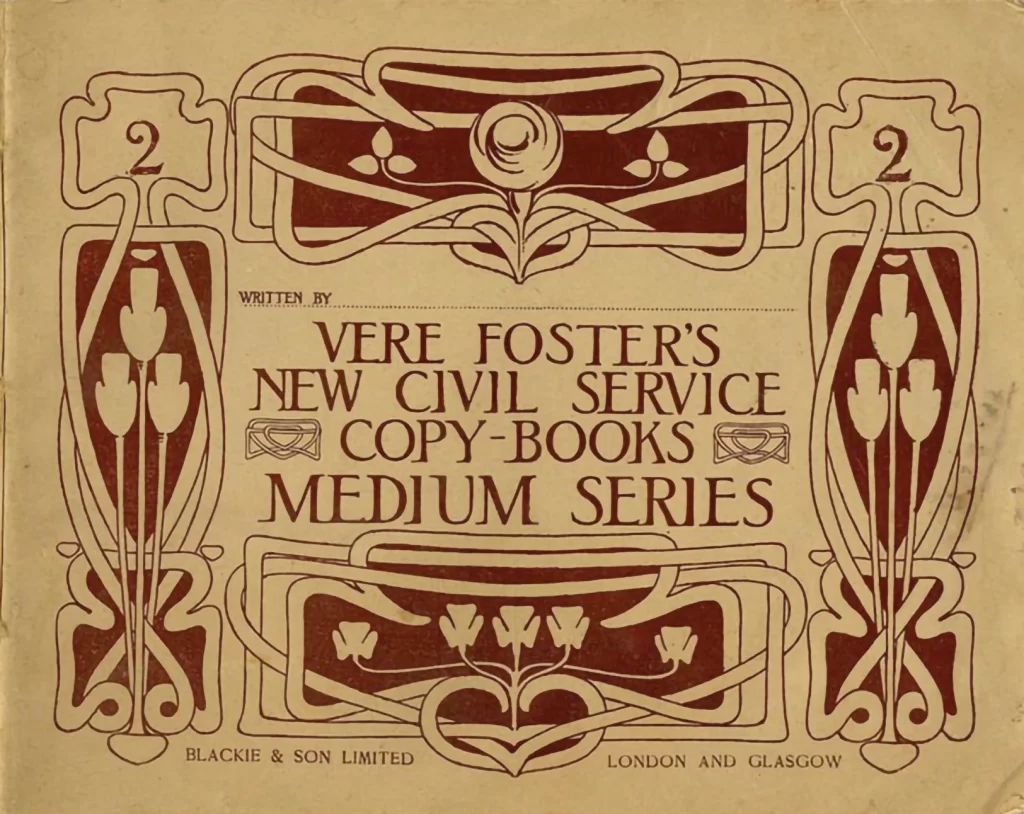 2 2
WRITTEN BY
VERE FOSTER'S
NEW CIVIL SERVICE
COPY-BOOKS
MEDIUM SERIES
BLACKIE & SON LIMITED LONDON AND GLASGOW